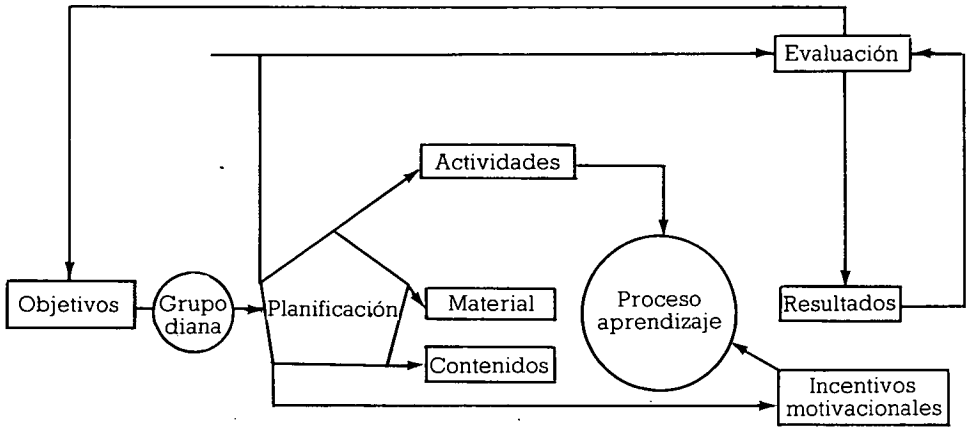 Evaluación
Actividades
Objetivos
Grupo
diana
Planificación
Material
Contenidos
Proceso
aprendizaje
Resultados
Incentivos
motivacionales